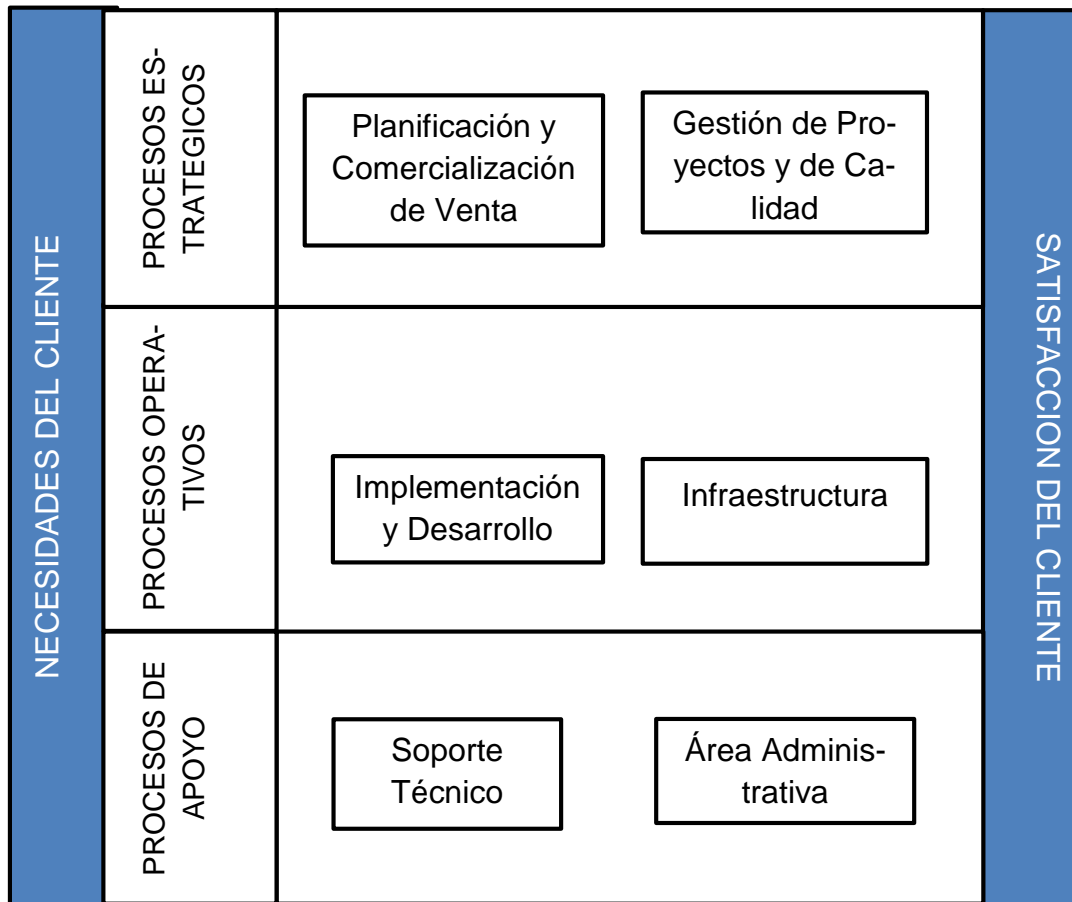 NECESIDADES DEL CLIENTE
PROCESOS ES-
TRATEGICOS
Planificación y
Comercialización
de Venta
Gestión de Pro-
yectos y de Ca-
lidad
PROCESOS OPERA-
TIVOS
Implementación
y Desarrollo
Infraestructura
PROCESOS DE
APOYO
Soporte
Técnico
Área Adminis-
trativa
SATISFACCION DEL CLIENTE